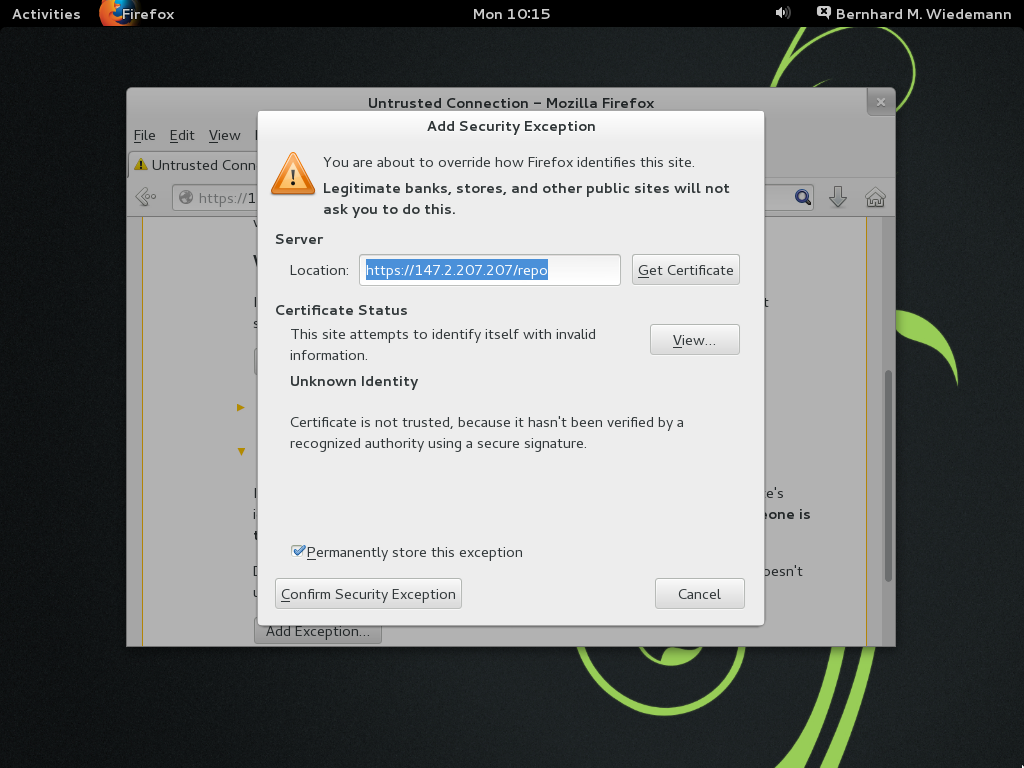 Activities Firefox Mon 10:15 Bernhard M. Wiedemann
Untrusted Connection - Mozilla Firefox
File Edit View
Untrusted Conn
https://1
Add Security Exception
You are about to override how Firefox identifies this site.
Legitimate banks, stores, and other public sites will not
ask you to do this.
Server
Location: https://147.2.207.207/repo Get Certificate
Certificate Status
This site attempts to identify itself with invalid
information.
View...
Unknown Identity
Certificate is not trusted, because it hasn't been verified by a
recognized authority using a secure signature.
e's
eone is
oesn't
Permanently store this exception
Confirm Security Exception Cancel
Add Exception...